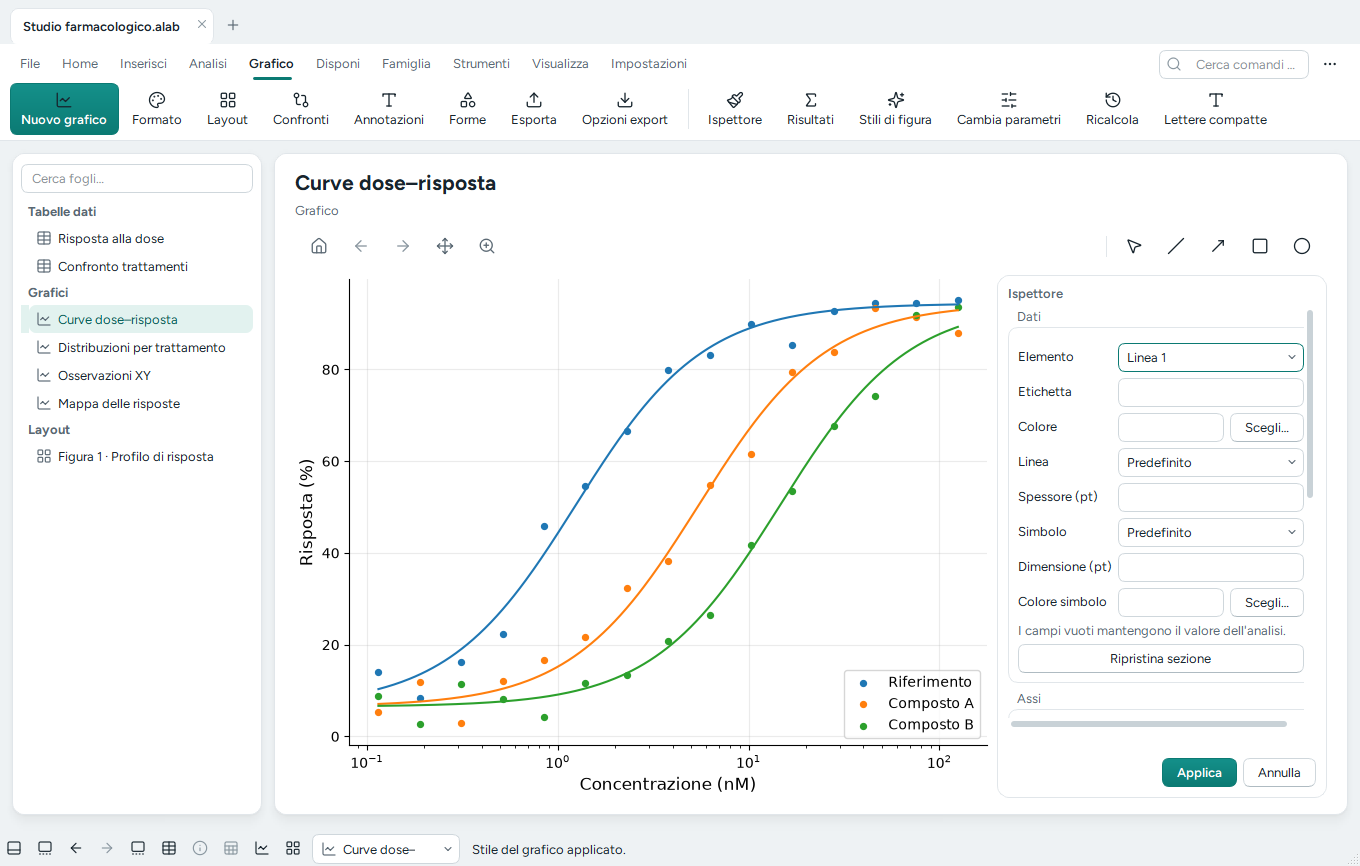 Studio farmacologico.alab
File Home Inserisci Analisi Grafico Disponi Famiglia Strumenti Visualizza Impostazioni Cerca comandi ...
Nuovo grafico Formato Layout Confronti Annotazioni Forme Esporta Opzioni export Ispettore Risultati Stili di figura Cambia parametri Ricalcola Lettere compatte
Cerca fogli...
Tabelle dati
Risposta alla dose
Confronto trattamenti
Grafici
Curve dose–risposta
Distribuzioni per trattamento
Osservazioni XY
Mappa delle risposte
Layout
Figura 1 · Profilo di risposta
Curve dose–risposta
Grafico
80
60
40
20
0
Risposta (%)
10⁻¹ 10⁰ 10¹ 10²
Concentrazione (nM)
Riferimento
Composto A
Composto B
Ispettore
Dati
Elemento Linea 1
Etichetta
Colore Scegli...
Linea Predefinito
Spessore (pt)
Simbolo Predefinito
Dimensione (pt)
Colore simbolo Scegli...
I campi vuoti mantengono il valore dell'analisi.
Ripristina sezione
Assi
Applica Annulla
Curve dose– Stile del grafico applicato.